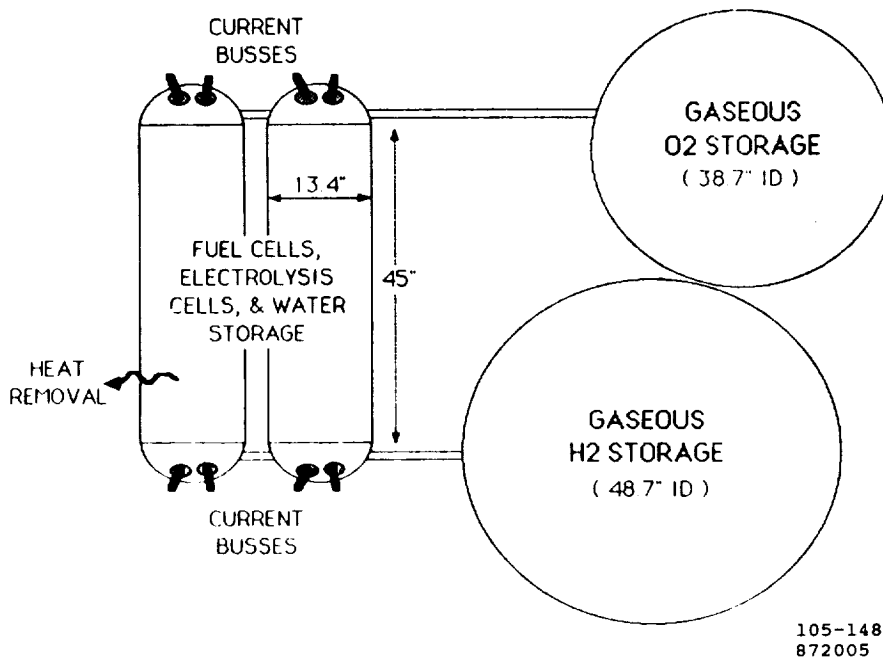 CURRENT
BUSSES
GASEOUS
O2 STORAGE
( 38.7" ID )
13.4"
FUEL CELLS,
ELECTROLYSIS
CELLS, & WATER
STORAGE
45"
HEAT
REMOVAL
GASEOUS
H2 STORAGE
( 48.7" ID )
CURRENT
BUSSES
105-148
872005